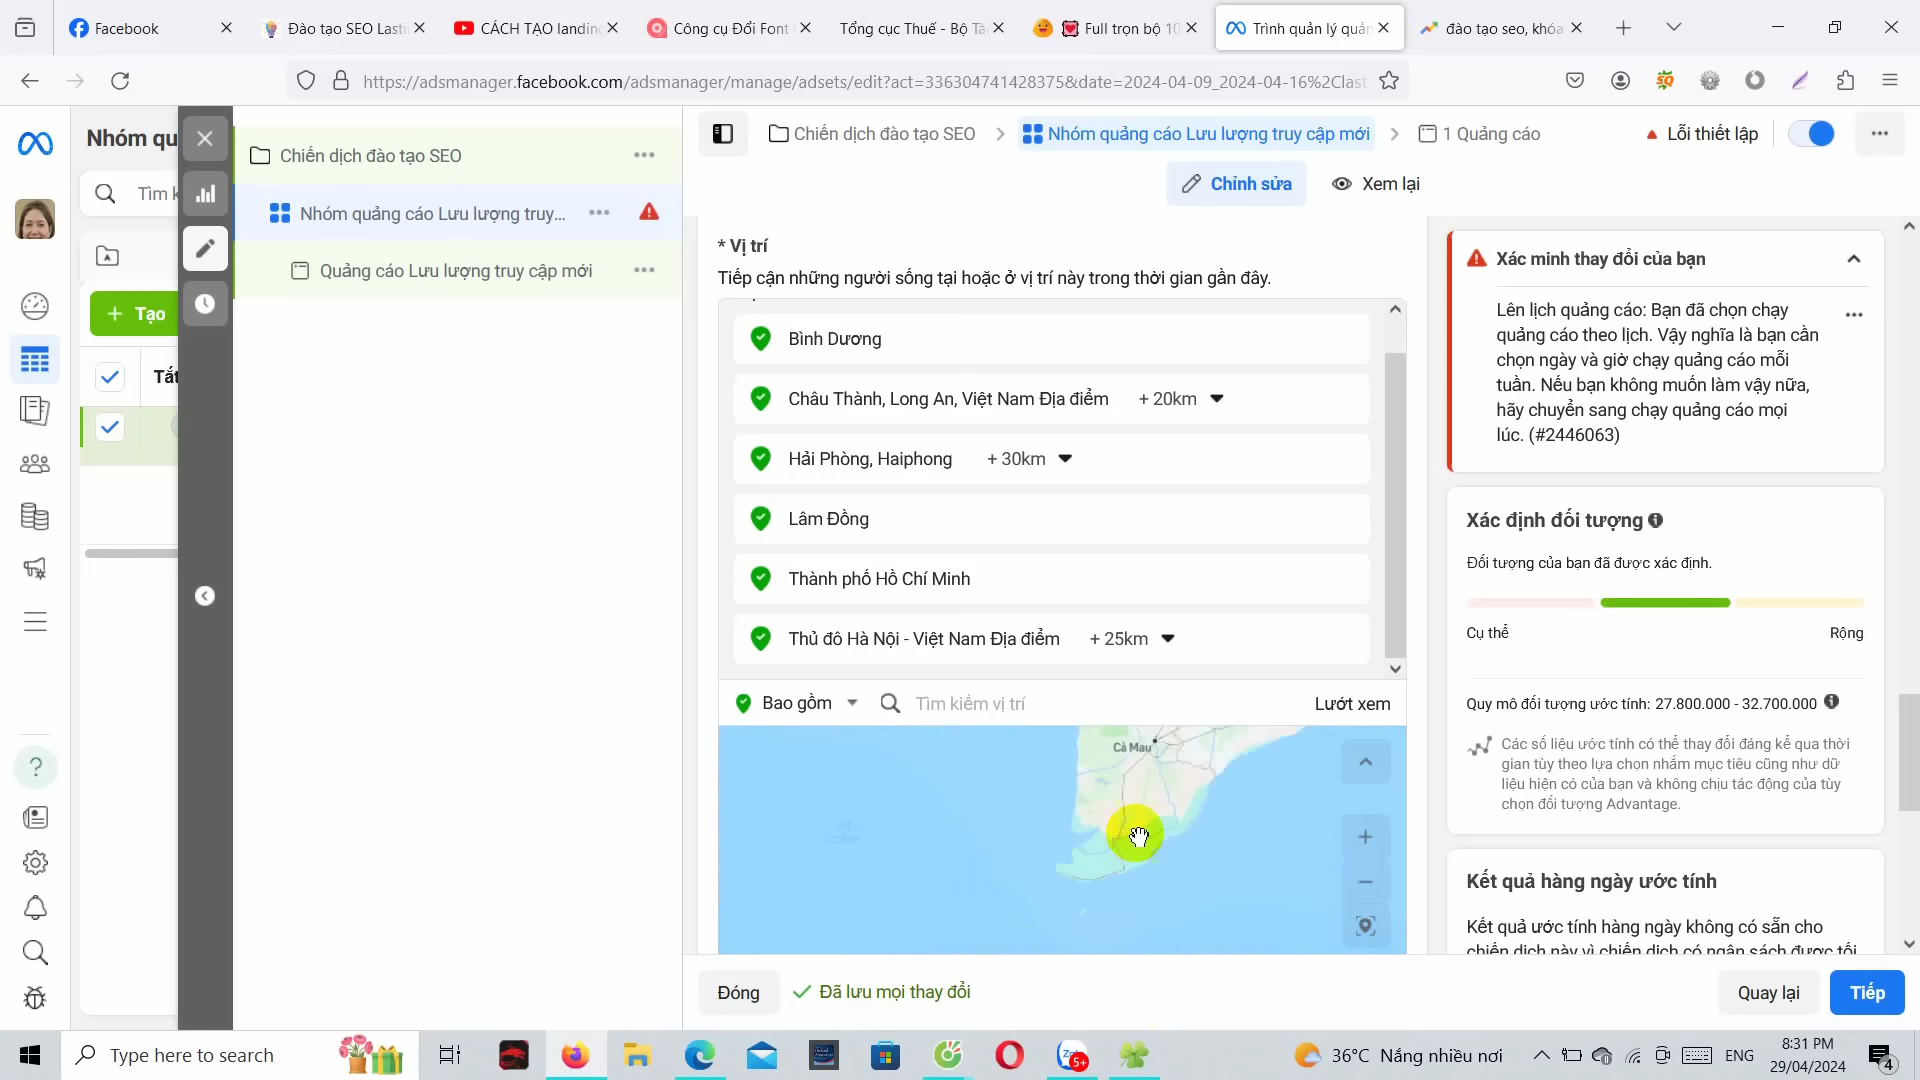 Facebook
Đào tạo SEO Lasti
CÁCH TẠO landing
Công cụ Đổi Font
Tổng cục Thuế - Bộ Tà
Full trọn bộ 10
Trình quản lý quản
đào tạo seo, khóa
https://adsmanager.facebook.com/adsmanager/manage/adsets/edit?act=336304741428375&date=2024-04-09_2024-04-16%2Clast
Nhóm qu
Tìm k
Tạo
Tắt
Chiến dịch đào tạo SEO
Nhóm quảng cáo Lưu lượng truy...
Quảng cáo Lưu lượng truy cập mới
Chiến dịch đào tạo SEO
Nhóm quảng cáo Lưu lượng truy cập mới
1 Quảng cáo
Lỗi thiết lập
Chỉnh sửa
Xem lại
* Vị trí
Tiếp cận những người sống tại hoặc ở vị trí này trong thời gian gần đây.
Bình Dương
Châu Thành, Long An, Việt Nam Địa điểm + 20km
Hải Phòng, Haiphong + 30km
Lâm Đồng
Thành phố Hồ Chí Minh
Thủ đô Hà Nội - Việt Nam Địa điểm + 25km
Bao gồm
Tìm kiếm vị trí
Lướt xem
Cà Mau
Xác minh thay đổi của bạn
Lên lịch quảng cáo: Bạn đã chọn chạy
quảng cáo theo lịch. Vậy nghĩa là bạn cần
chọn ngày và giờ chạy quảng cáo mỗi
tuần. Nếu bạn không muốn làm vậy nữa,
hãy chuyển sang chạy quảng cáo mọi
lúc. (#2446063)
Xác định đối tượng
Đối tượng của bạn đã được xác định.
Cụ thể
Rộng
Quy mô đối tượng ước tính: 27.800.000 - 32.700.000
Các số liệu ước tính có thể thay đổi đáng kể qua thời
gian tùy theo lựa chọn nhắm mục tiêu cũng như dữ
liệu hiện có của bạn và không chịu tác động của tùy
chọn đối tượng Advantage.
Kết quả hàng ngày ước tính
Kết quả ước tính hàng ngày không có sẵn cho
chiến dịch này vì chiến dịch có ngân sách được tối
Đóng
Đã lưu mọi thay đổi
Quay lại
Tiếp
Type here to search
5+
36°C Nắng nhiều nơi
ENG
8:31 PM
29/04/2024
4